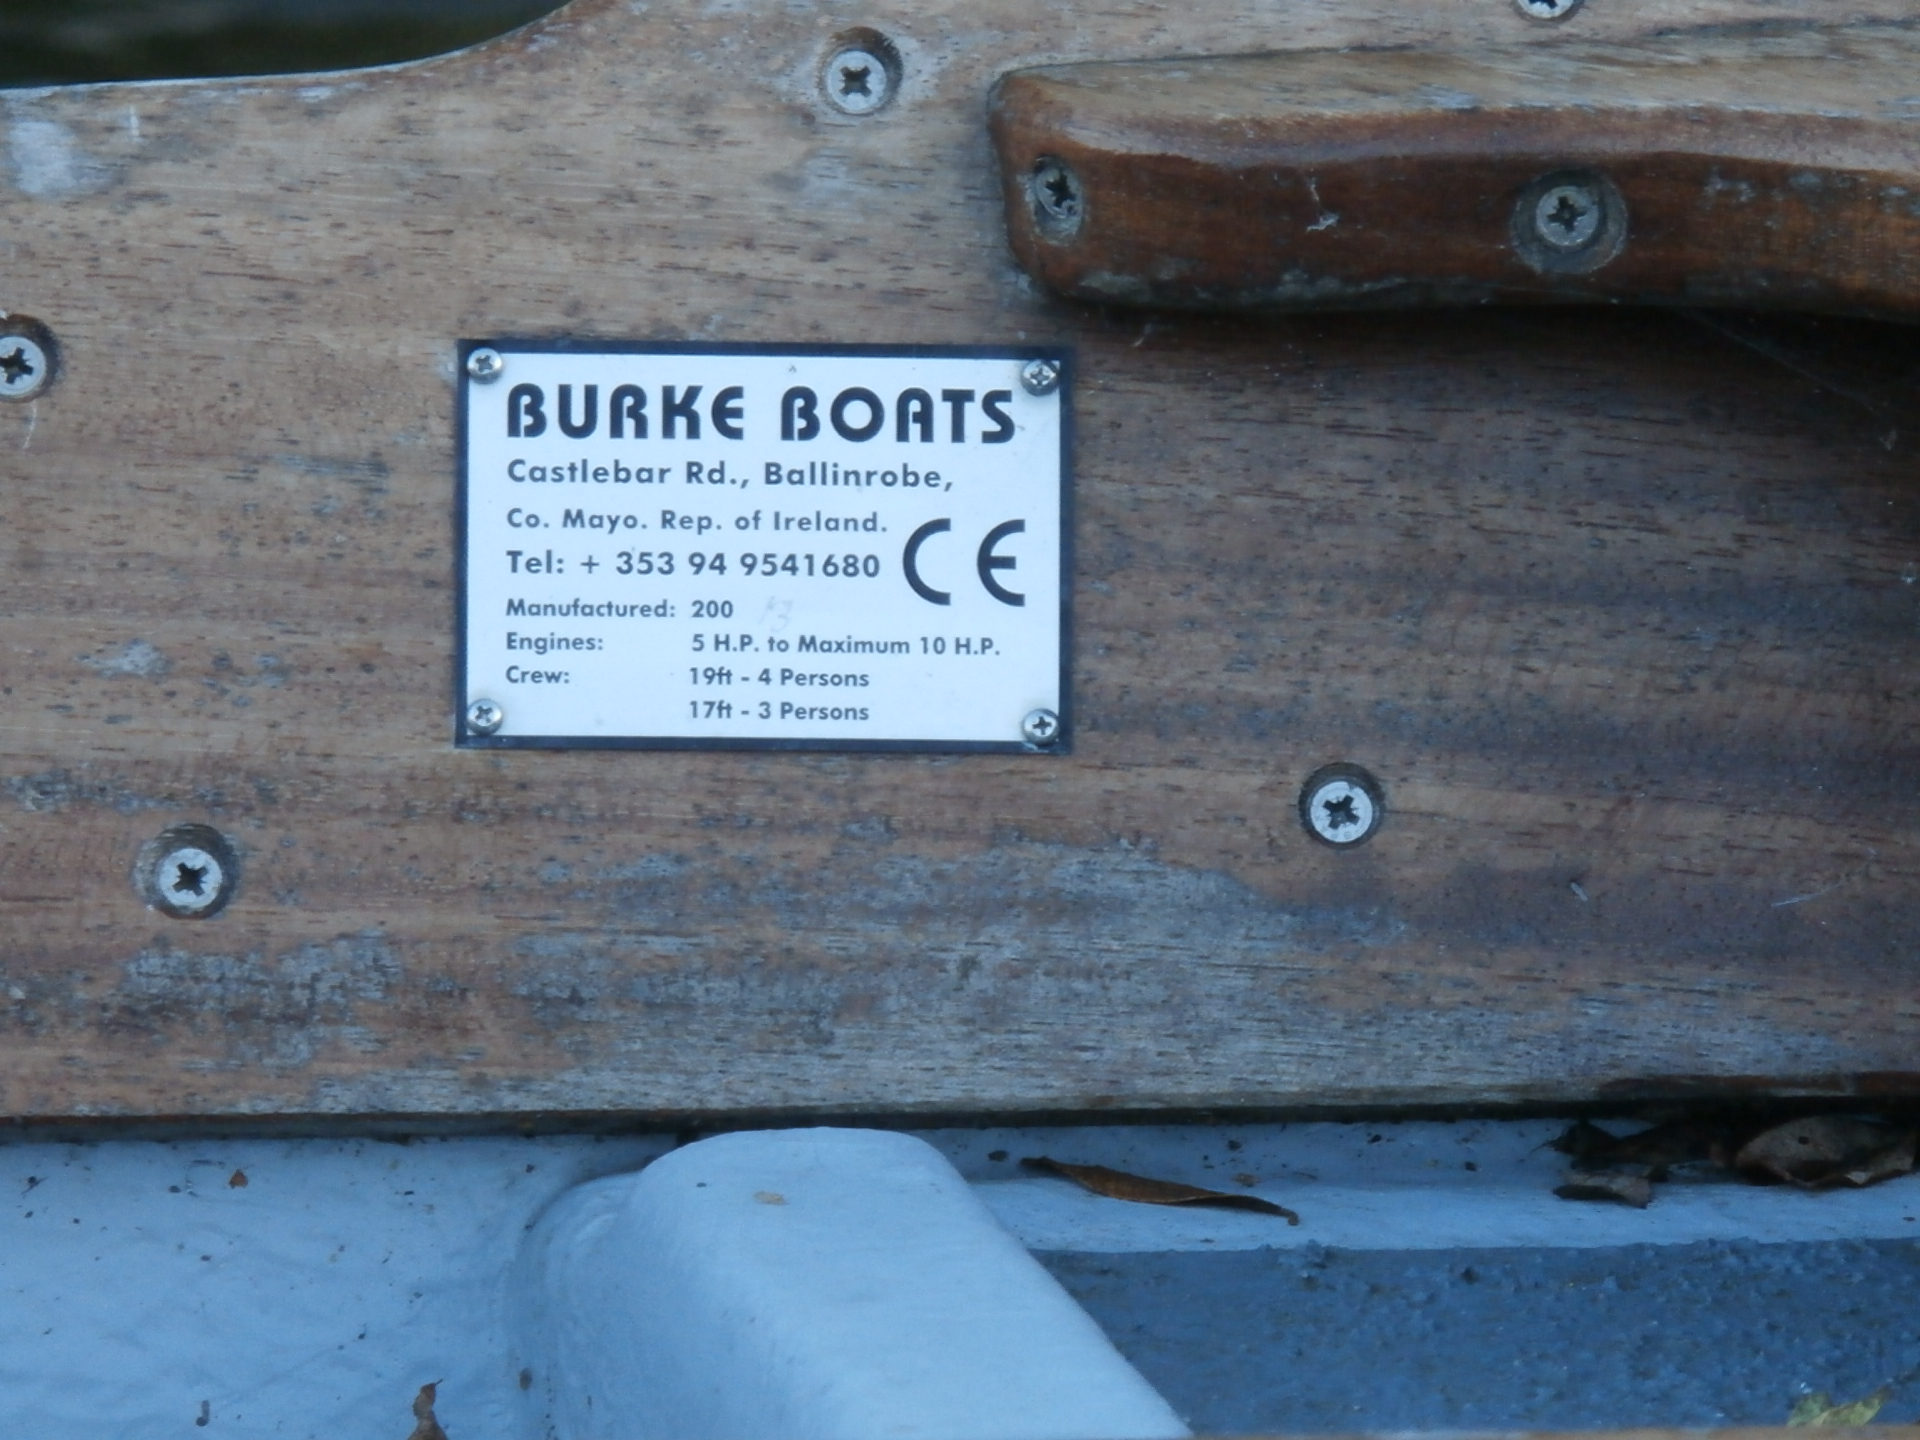 BURKE BOATS
Castlebar Rd., Ballinrobe,
Co. Mayo. Rep. of Ireland.
Tel: + 353 94 9541680 CE
Manufactured: 200
Engines: 5 H.P. to Maximum 10 H.P.
Crew: 19ft - 4 Persons
17ft - 3 Persons